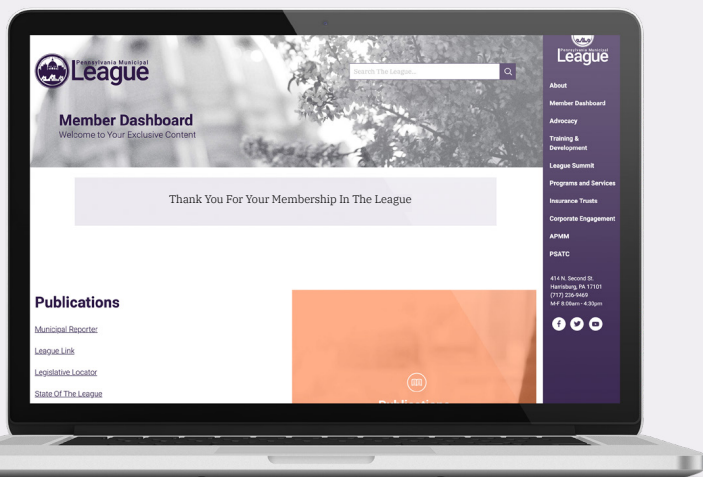 Pennsylvania Municipal
League
Search The League...
Member Dashboard
Welcome to Your Exclusive Content
Thank You For Your Membership In The League
Publications
Municipal Reporter
League Link
Legislative Locator
State Of The League
Publications
Pennsylvania Municipal
League
About
Member Dashboard
Advocacy
Training &
Development
League Summit
Programs and Services
Insurance Trusts
Corporate Engagement
APMM
PSATC
414 N. Second St.
Harrisburg, PA 17101
(717) 236-9469
M-F 8:00am - 4:30pm